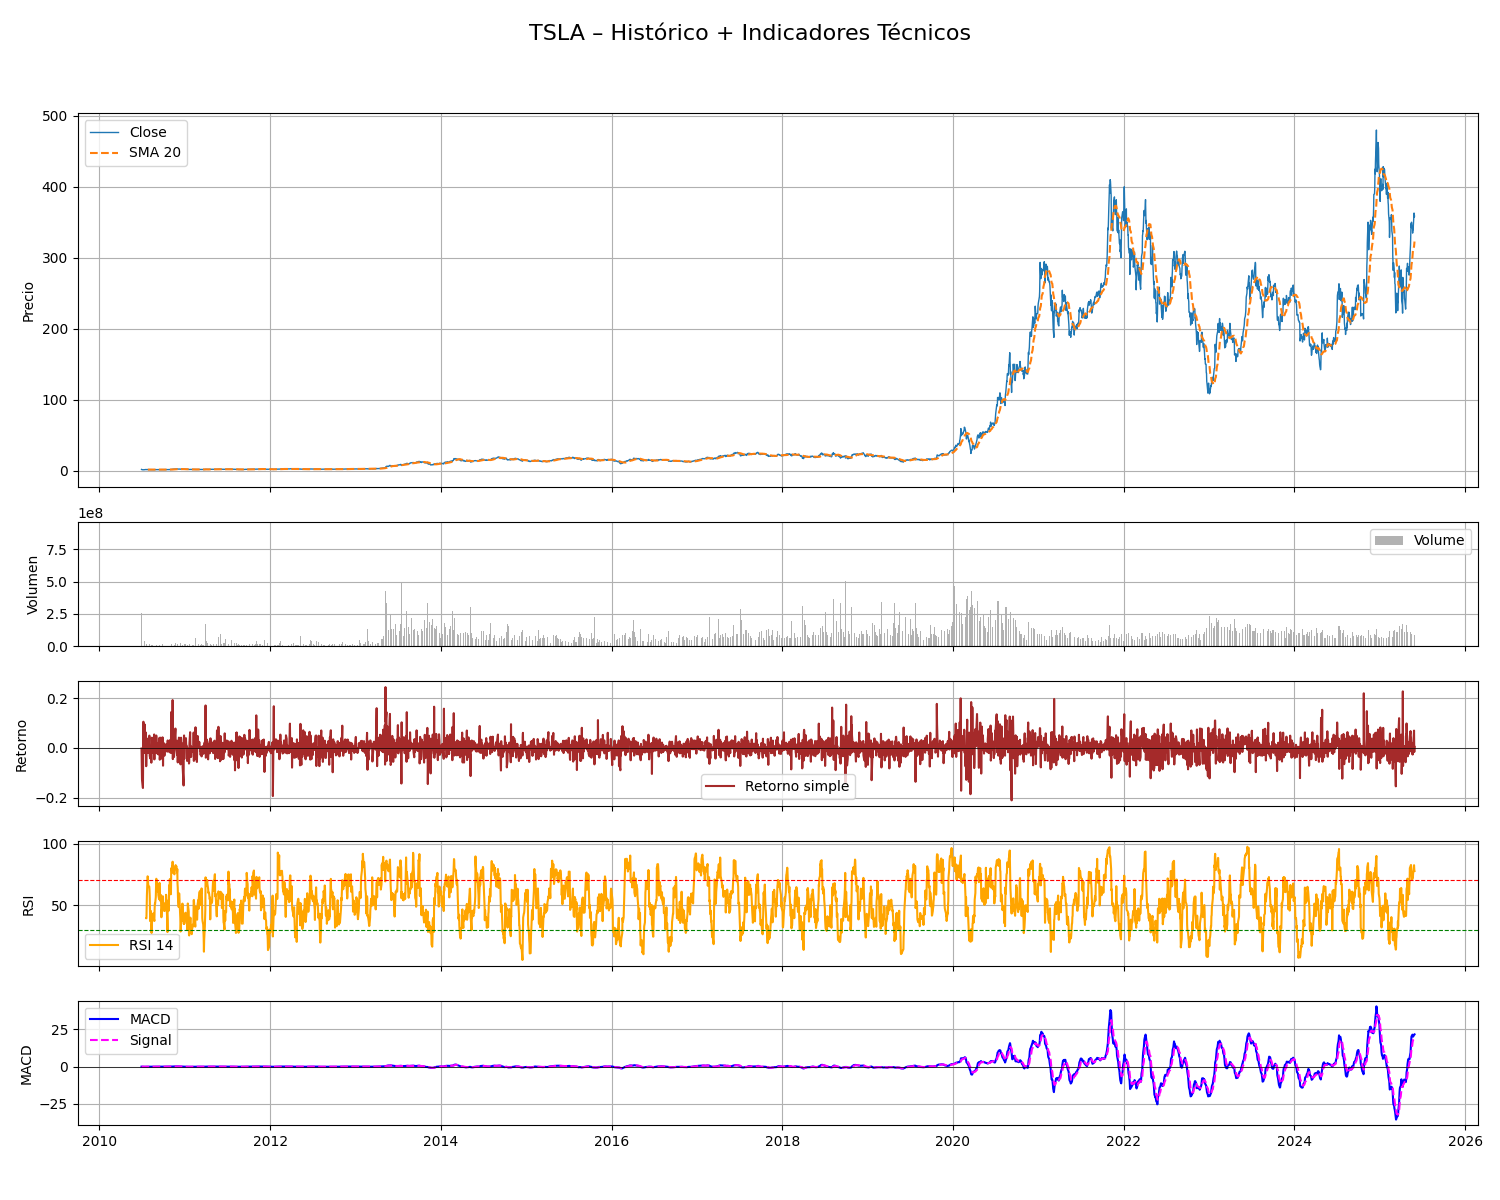 TSLA – Histórico + Indicadores Técnicos
Close
SMA 20
500
400
300
200
100
0
Precio
1e8
Volume
7.5
5.0
2.5
0.0
Volumen
0.2
0.0
−0.2
Retorno
Retorno simple
100
50
RSI
RSI 14
MACD
Signal
25
0
−25
MACD
2010 2012 2014 2016 2018 2020 2022 2024 2026